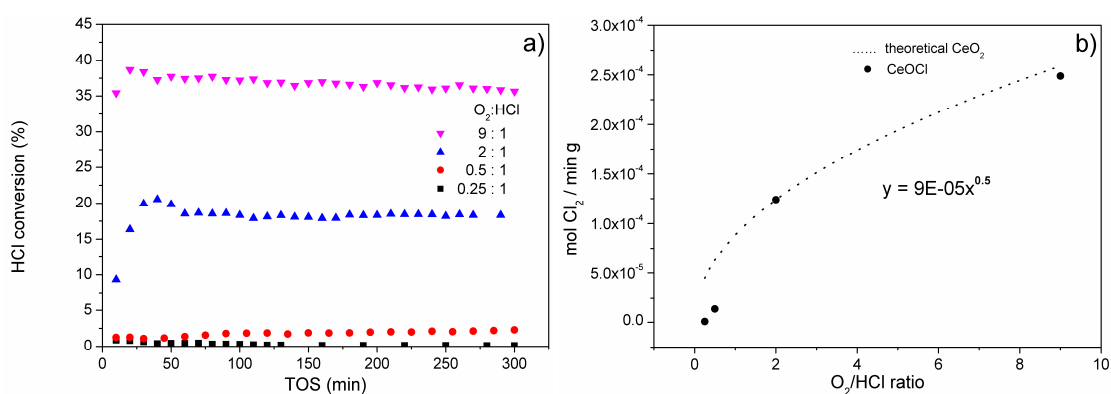 a)
45
40
35
30
25
20
15
10
5
0
HCl conversion (%)
O₂:HCl
9 : 1
2 : 1
0.5 : 1
0.25 : 1
0 50 100 150 200 250 300
TOS (min)
b)
3.0x10⁻⁴
2.5x10⁻⁴
2.0x10⁻⁴
1.5x10⁻⁴
1.0x10⁻⁴
5.0x10⁻⁵
0.0
mol Cl₂ / min g
theoretical CeO₂
CeOCl
y = 9E-05x⁰·⁵
0 2 4 6 8 10
O₂/HCl ratio